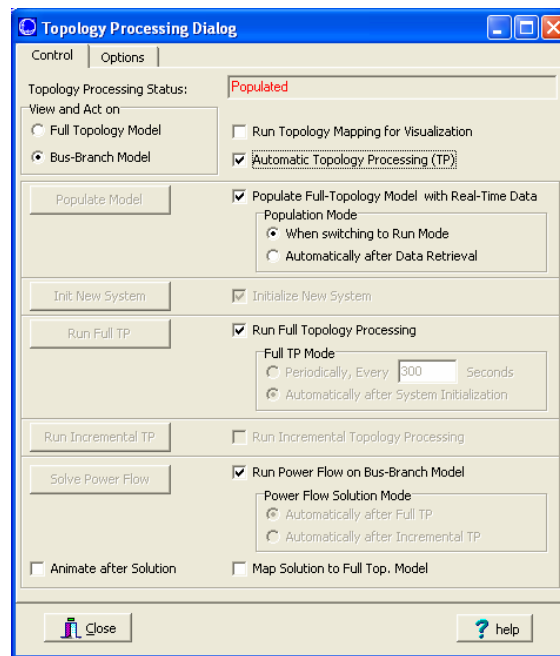 Topology Processing Dialog
Control Options
Topology Processing Status: Populated
View and Act on
Full Topology Model
Run Topology Mapping for Visualization
Bus-Branch Model
Automatic Topology Processing (TP)
Populate Model
Populate Full-Topology Model with Real-Time Data
Population Mode
When switching to Run Mode
Automatically after Data Retrieval
Init New System
Initialize New System
Run Full TP
Run Full Topology Processing
Full TP Mode
Periodically, Every 300 Seconds
Automatically after System Initialization
Run Incremental TP
Run Incremental Topology Processing
Solve Power Flow
Run Power Flow on Bus-Branch Model
Power Flow Solution Mode
Automatically after Full TP
Automatically after Incremental TP
Animate after Solution
Map Solution to Full Top. Model
Close
? help